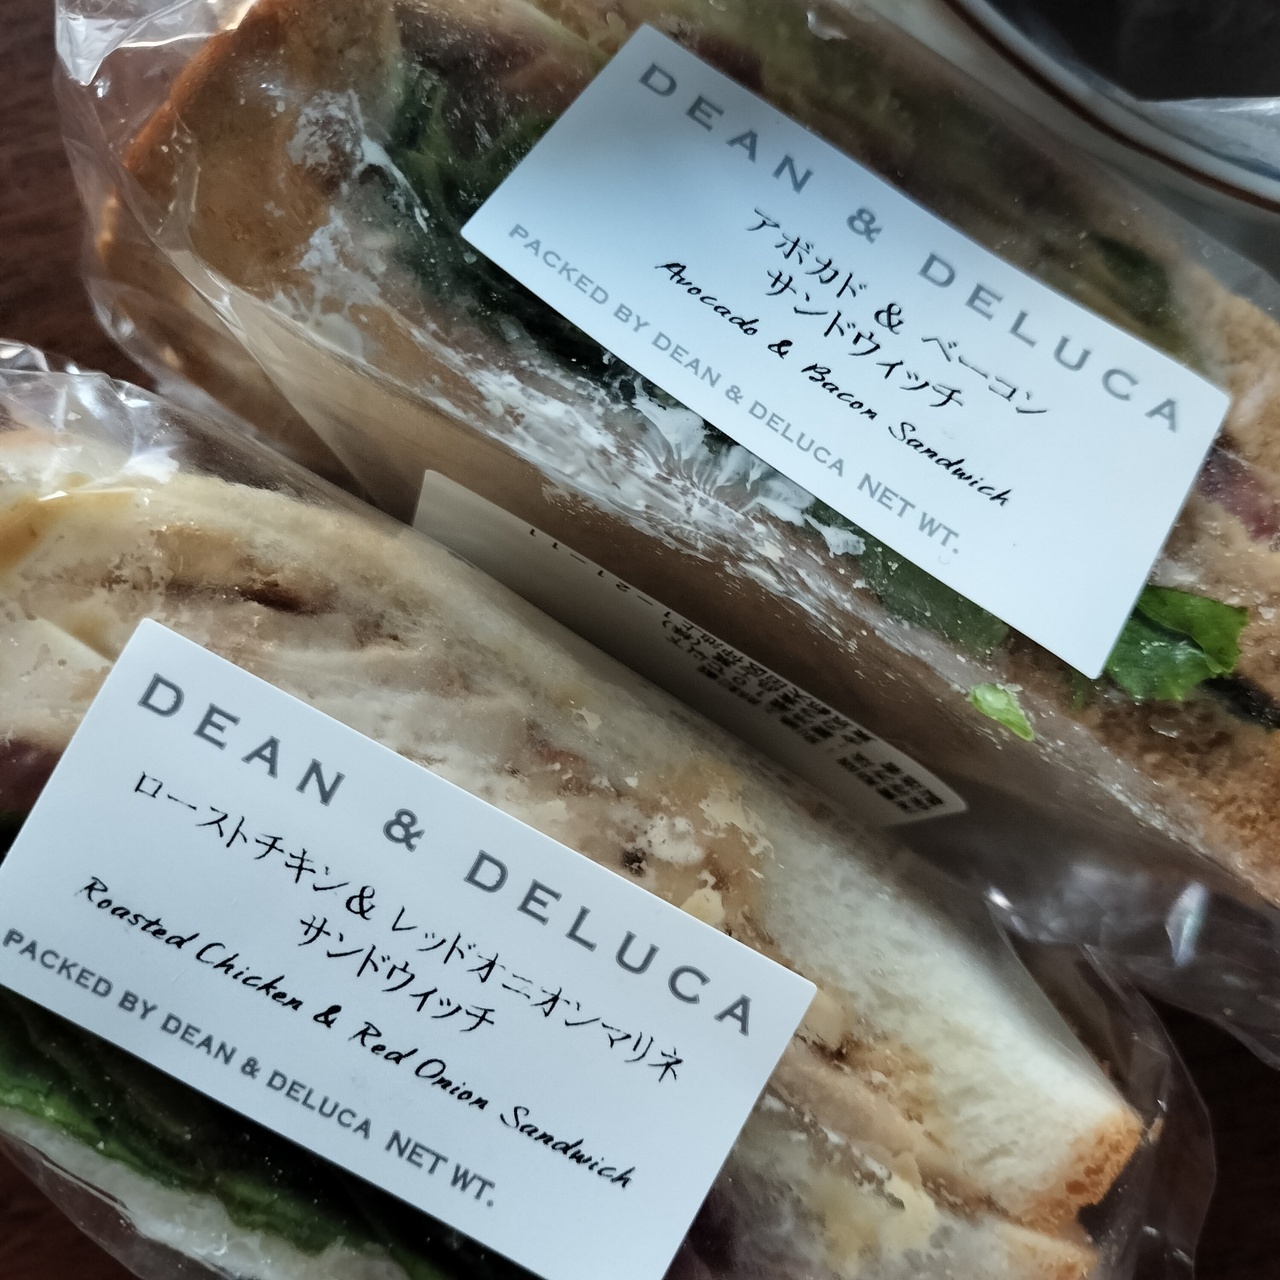 DEAN & DELUCA
アボカド & ベーコン
サンドウィッチ
Avocado & Bacon Sandwich
PACKED BY DEAN & DELUCA NET WT.
DEAN & DELUCA
ローストチキン& レッドオニオンマリネ
サンドウィッチ
Roasted Chicken & Red Onion Sandwich
PACKED BY DEAN & DELUCA NET WT.